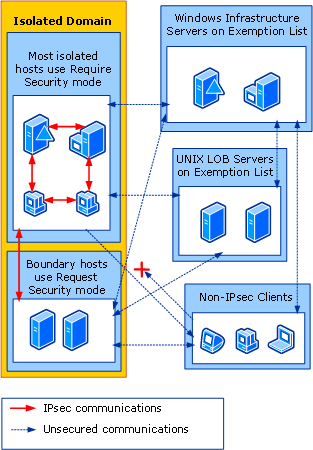 Isolated Domain
Most isolated
hosts use Require
Security mode
Boundary hosts
use Request
Security mode
Windows Infrastructure
Servers on Exemption List
UNIX LOB Servers
on Exemption List
Non-IPsec Clients
IPsec communications
Unsecured communications